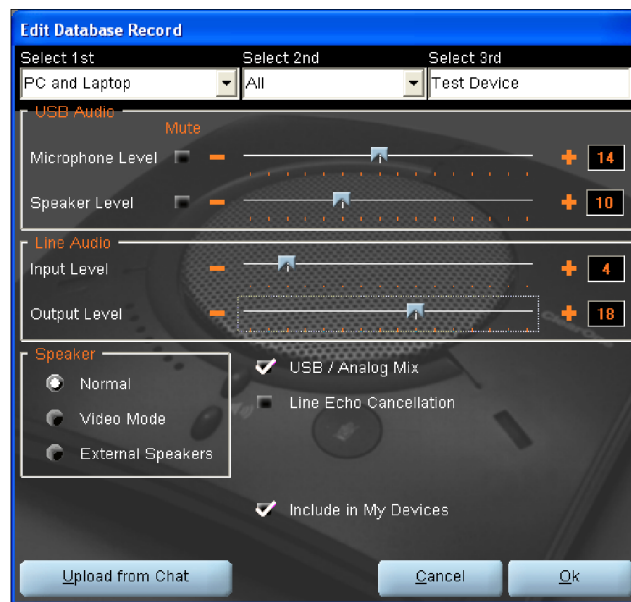 Edit Database Record
Select 1st Select 2nd Select 3rd
PC and Laptop All Test Device
USB Audio
Mute
Microphone Level 14
Speaker Level 10
Line Audio
Input Level 4
Output Level 18
Speaker
Normal
Video Mode
External Speakers
USB / Analog Mix
Line Echo Cancellation
Include in My Devices
Upload from Chat Cancel Ok